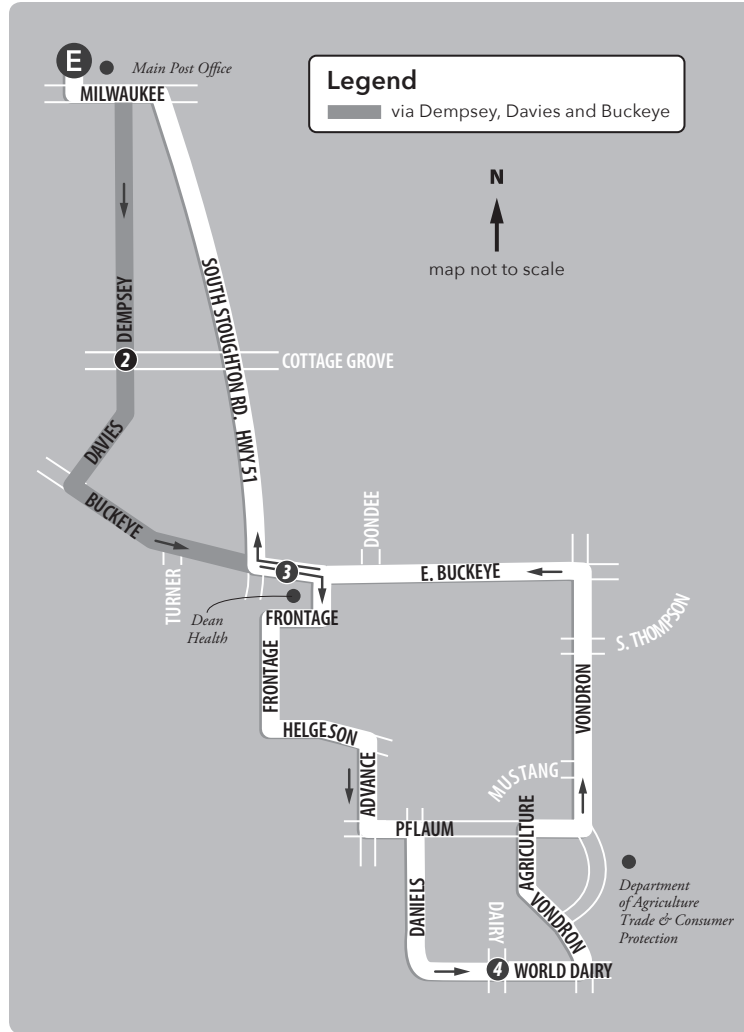 E
Main Post Office
MILWAUKEE
Legend
via Dempsey, Davies and Buckeye
N
map not to scale
DEMPSEY
SOUTH STOUGHTON RD. HWY 51
2
COTTAGE GROVE
DAVIES
BUCKEYE
DONDEE
3
E. BUCKEYE
TURNER
Dean
Health
FRONTAGE
S. THOMPSON
FRONTAGE
VONDRON
HELGESON
ADVANCE
MUSTANG
PFLAUM
AGRICULTURE
DANIELS
Department
of Agriculture
Trade & Consumer
Protection
VONDRON
DAIRY
4
WORLD DAIRY